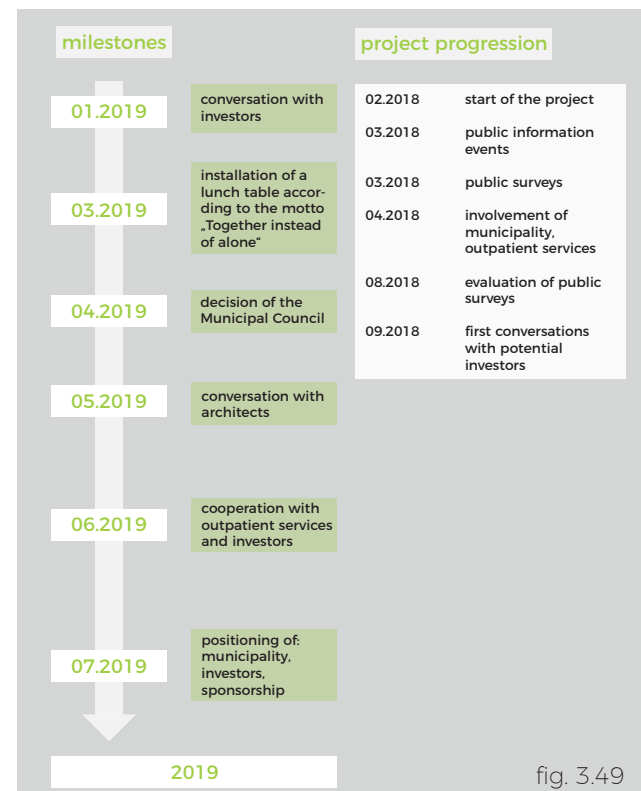 milestones
01.2019
conversation with
investors
03.2019
installation of a
lunch table accor-
ding to the motto
„Together instead
of alone“
04.2019
decision of the
Municipal Council
05.2019
conversation with
architects
06.2019
cooperation with
outpatient services
and investors
07.2019
positioning of:
municipality,
investors,
sponsorship
2019
project progression
02.2018 start of the project
03.2018 public information
events
03.2018 public surveys
04.2018 involvement of
municipality,
outpatient services
08.2018 evaluation of public
surveys
09.2018 first conversations
with potential
investors
fig. 3.49